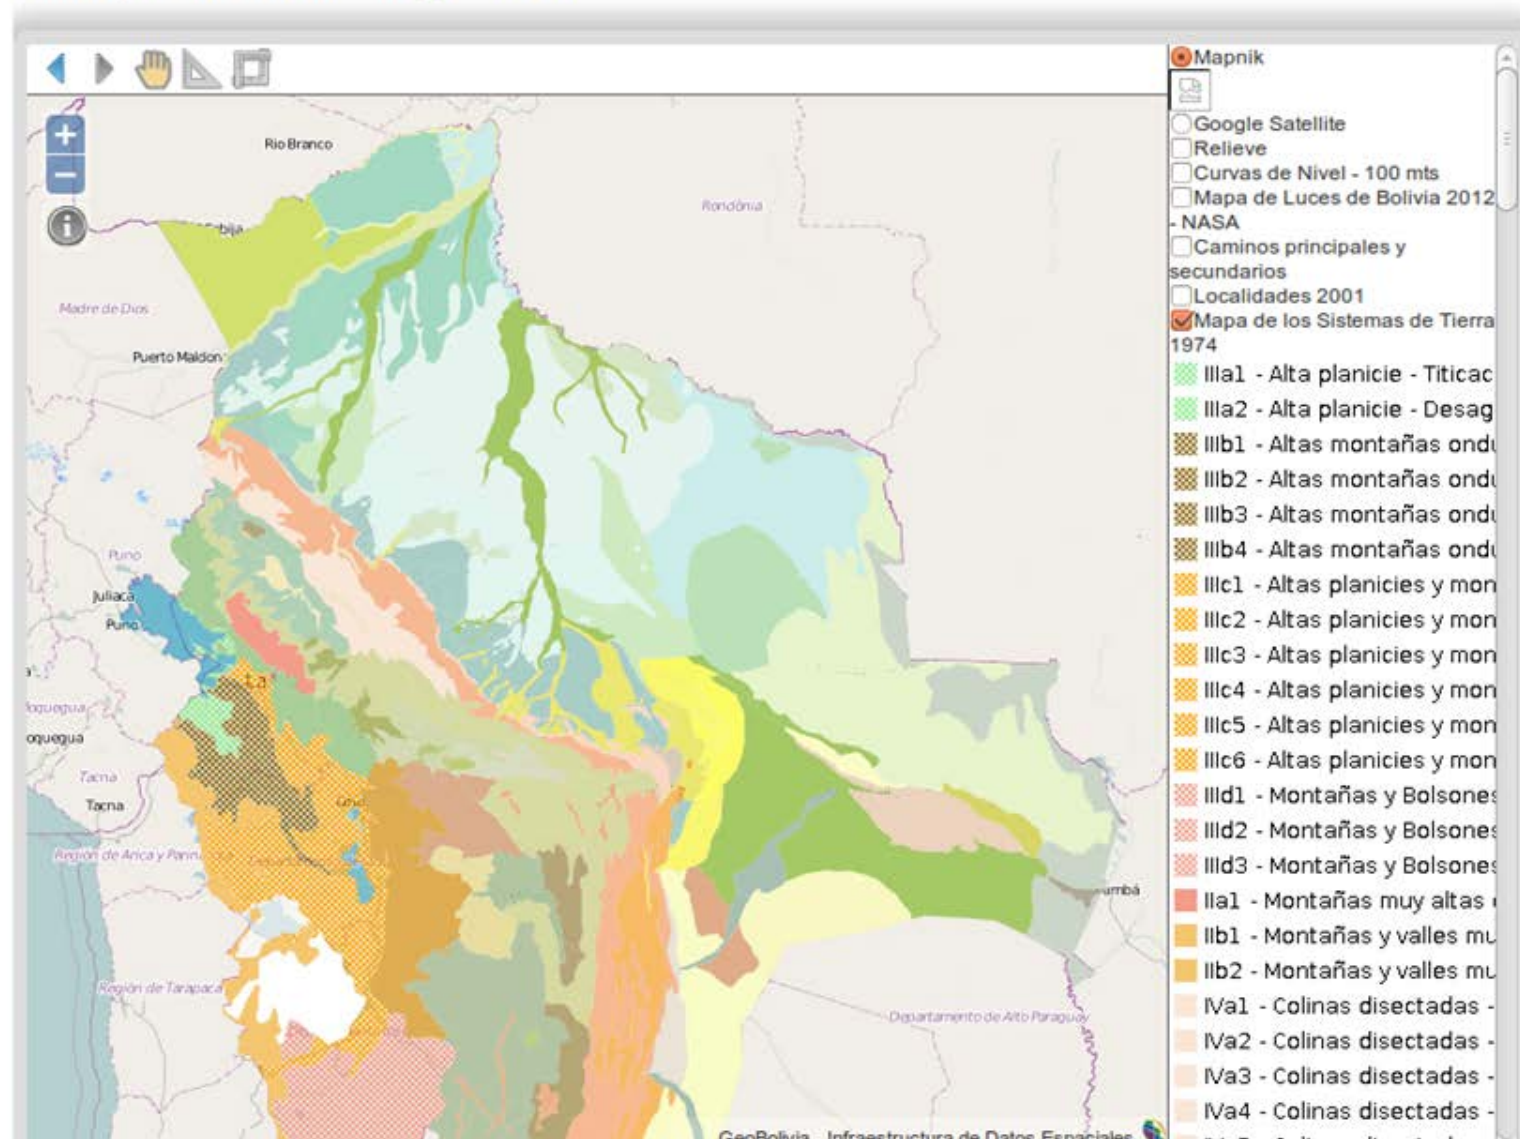 Rio Branco
Rondônia
Madre de Dios
Puerto Maldon
Puno
Juliaca
Puno
Moquegua
Tacna
Tacna
Región de Arica y
Región de Tarapacá
Departamento de Alto Paraguay
GeoBolivia - Infraestructura de Datos Espaciales
Mapnik
Google Satellite
Relieve
Curvas de Nivel - 100 mts
Mapa de Luces de Bolivia 2012
- NASA
Caminos principales y
secundarios
Localidades 2001
Mapa de los Sistemas de Tierra
1974
IIIa1 - Alta planicie - Titicac
IIIa2 - Alta planicie - Desag
IIIb1 - Altas montañas ond
IIIb2 - Altas montañas ond
IIIb3 - Altas montañas ond
IIIb4 - Altas montañas ond
IIIc1 - Altas planicies y mon
IIIc2 - Altas planicies y mon
IIIc3 - Altas planicies y mon
IIIc4 - Altas planicies y mon
IIIc5 - Altas planicies y mon
IIIc6 - Altas planicies y mon
IIId1 - Montañas y Bolsones
IIId2 - Montañas y Bolsones
IIId3 - Montañas y Bolsones
IIa1 - Montañas muy altas
IIb1 - Montañas y valles mu
IIb2 - Montañas y valles mu
IVa1 - Colinas disectadas -
IVa2 - Colinas disectadas -
IVa3 - Colinas disectadas -
IVa4 - Colinas disectadas -